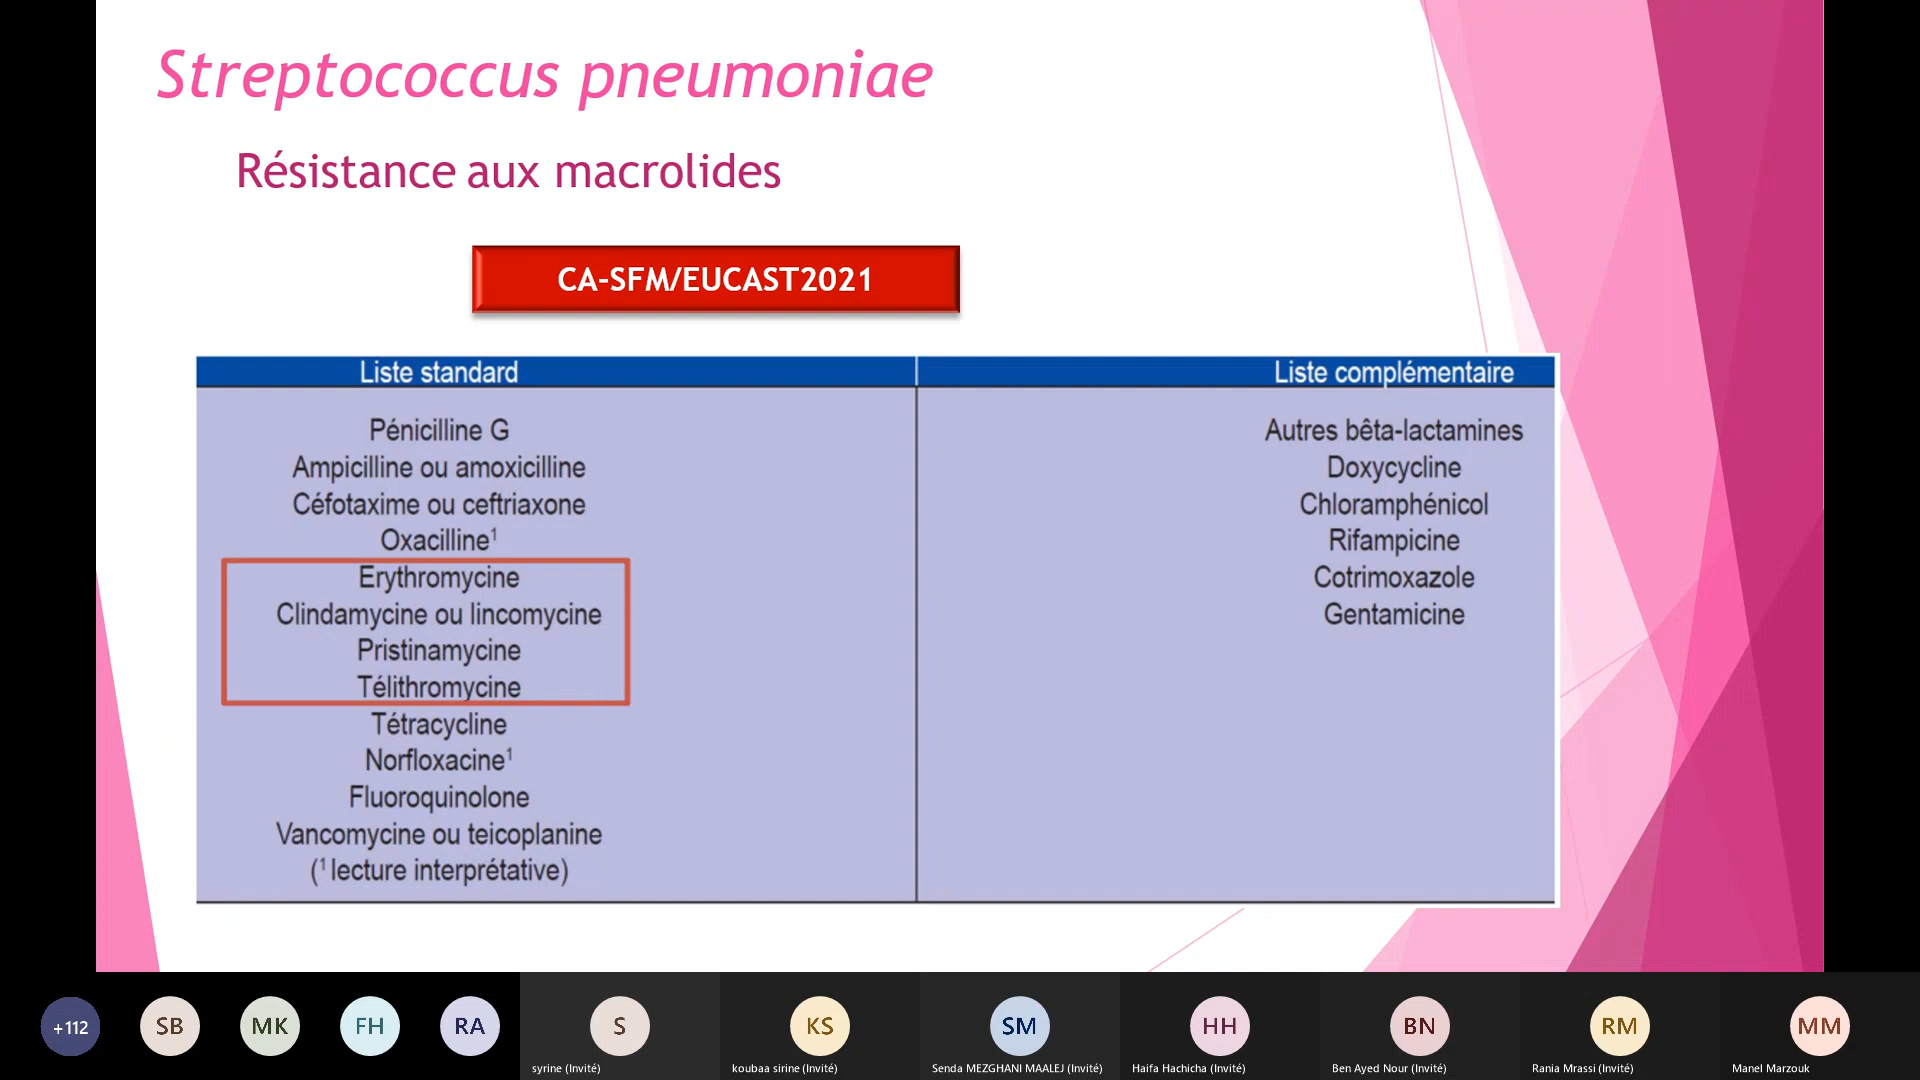 Streptococcus pneumoniae
Résistance aux macrolides
CA-SFM/EUCAST2021
Liste standard
Pénicilline G
Ampicilline ou amoxicilline
Céfotaxime ou ceftriaxone
Oxacilline¹
Erythromycine
Clindamycine ou lincomycine
Pristinamycine
Télithromycine
Tétracycline
Norfloxacine¹
Fluoroquinolone
Vancomycine ou teicoplanine
(¹ lecture interprétative)
Liste complémentaire
Autres bêta-lactamines
Doxycycline
Chloramphénicol
Rifampicine
Cotrimoxazole
Gentamicine
+112
SB
MK
FH
RA
S
syrine (Invité)
KS
koubaa sirine (Invité)
SM
Senda MEZGHANI MAALEJ (Invité)
HH
Haifa Hachicha (Invité)
BN
Ben Ayed Nour (Invité)
RM
Rania Mrassi (Invité)
MM
Manel Marzouk